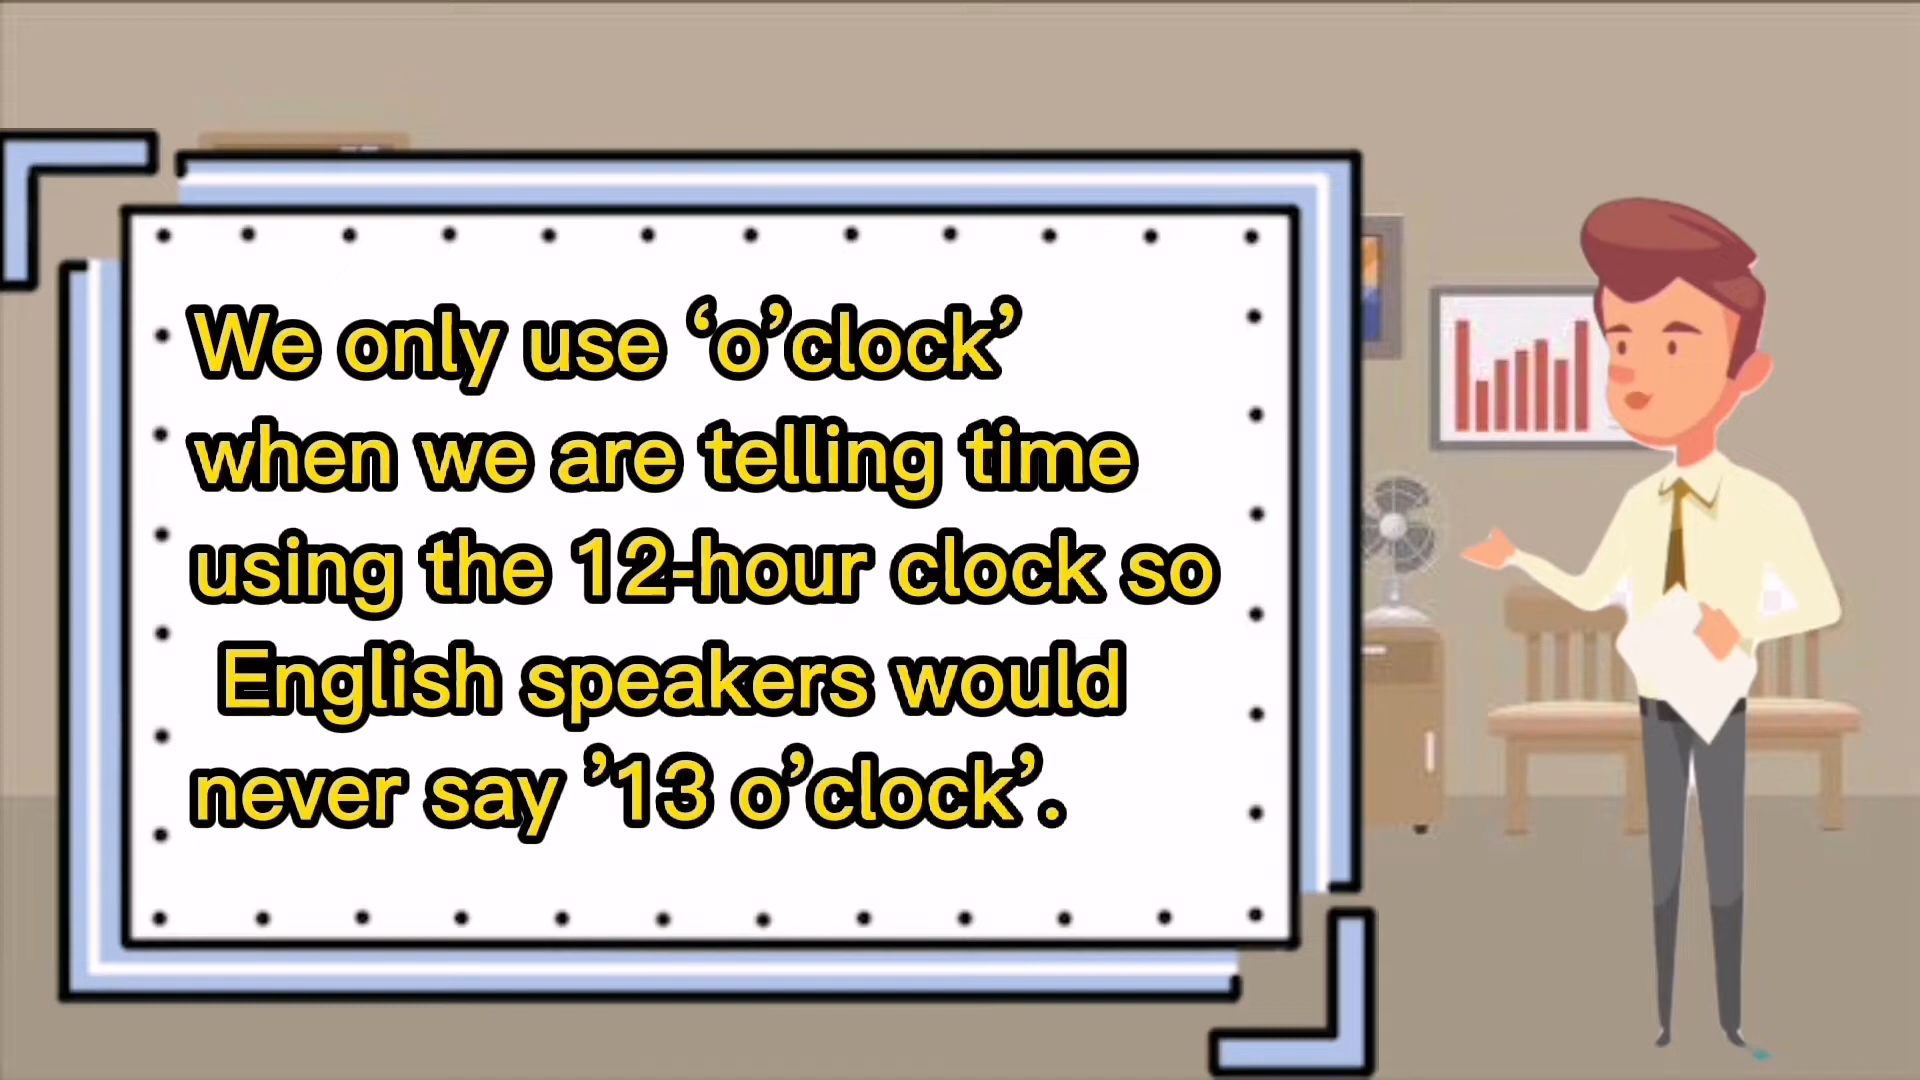 We only use ‘o’clock’
when we are telling time
using the 12-hour clock so
English speakers would
never say ’13 o’clock’.